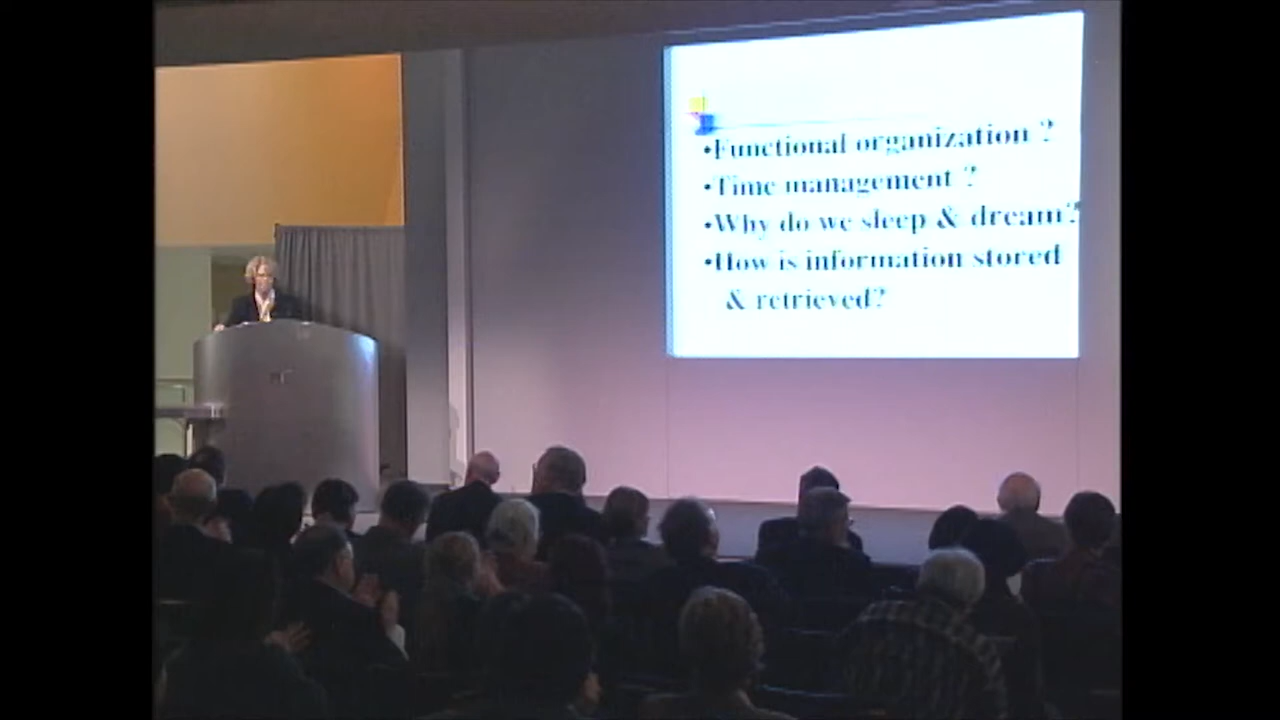 •Functional organization ?
•Time management ?
•Why do we sleep & dream?
•How is information stored
& retrieved?